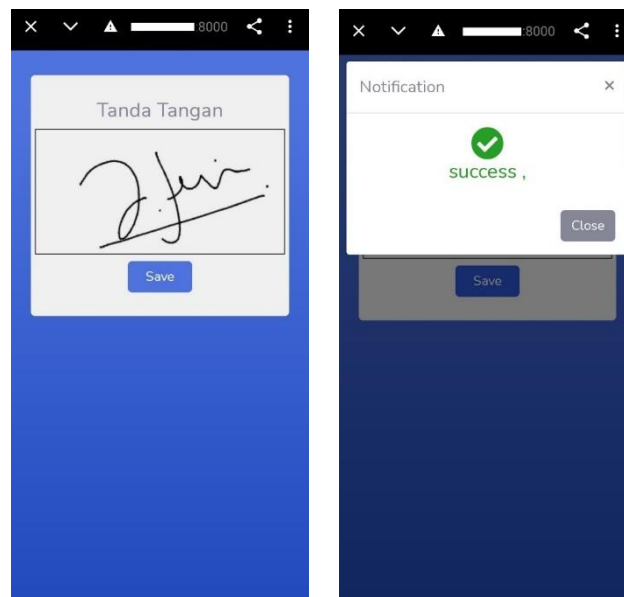 :8000
Tanda Tangan
Save
:8000
Notification ×
success ,
Close
Save